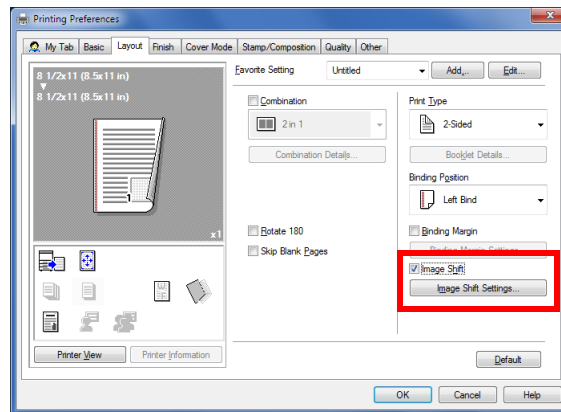 Printing Preferences
My Tab Basic Layout Finish Cover Mode Stamp/Composition Quality Other
8 1/2x11 (8.5x11 in)
8 1/2x11 (8.5x11 in)
1
x1
Printer View Printer Information
Favorite Setting Untitled Add... Edit...
Combination
2 in 1
Combination Details...
Rotate 180
Skip Blank Pages
Print Type
2-Sided
Booklet Details...
Binding Position
Left Bind
Binding Margin
Binding Margin Settings...
Image Shift
Image Shift Settings...
Default
OK Cancel Help